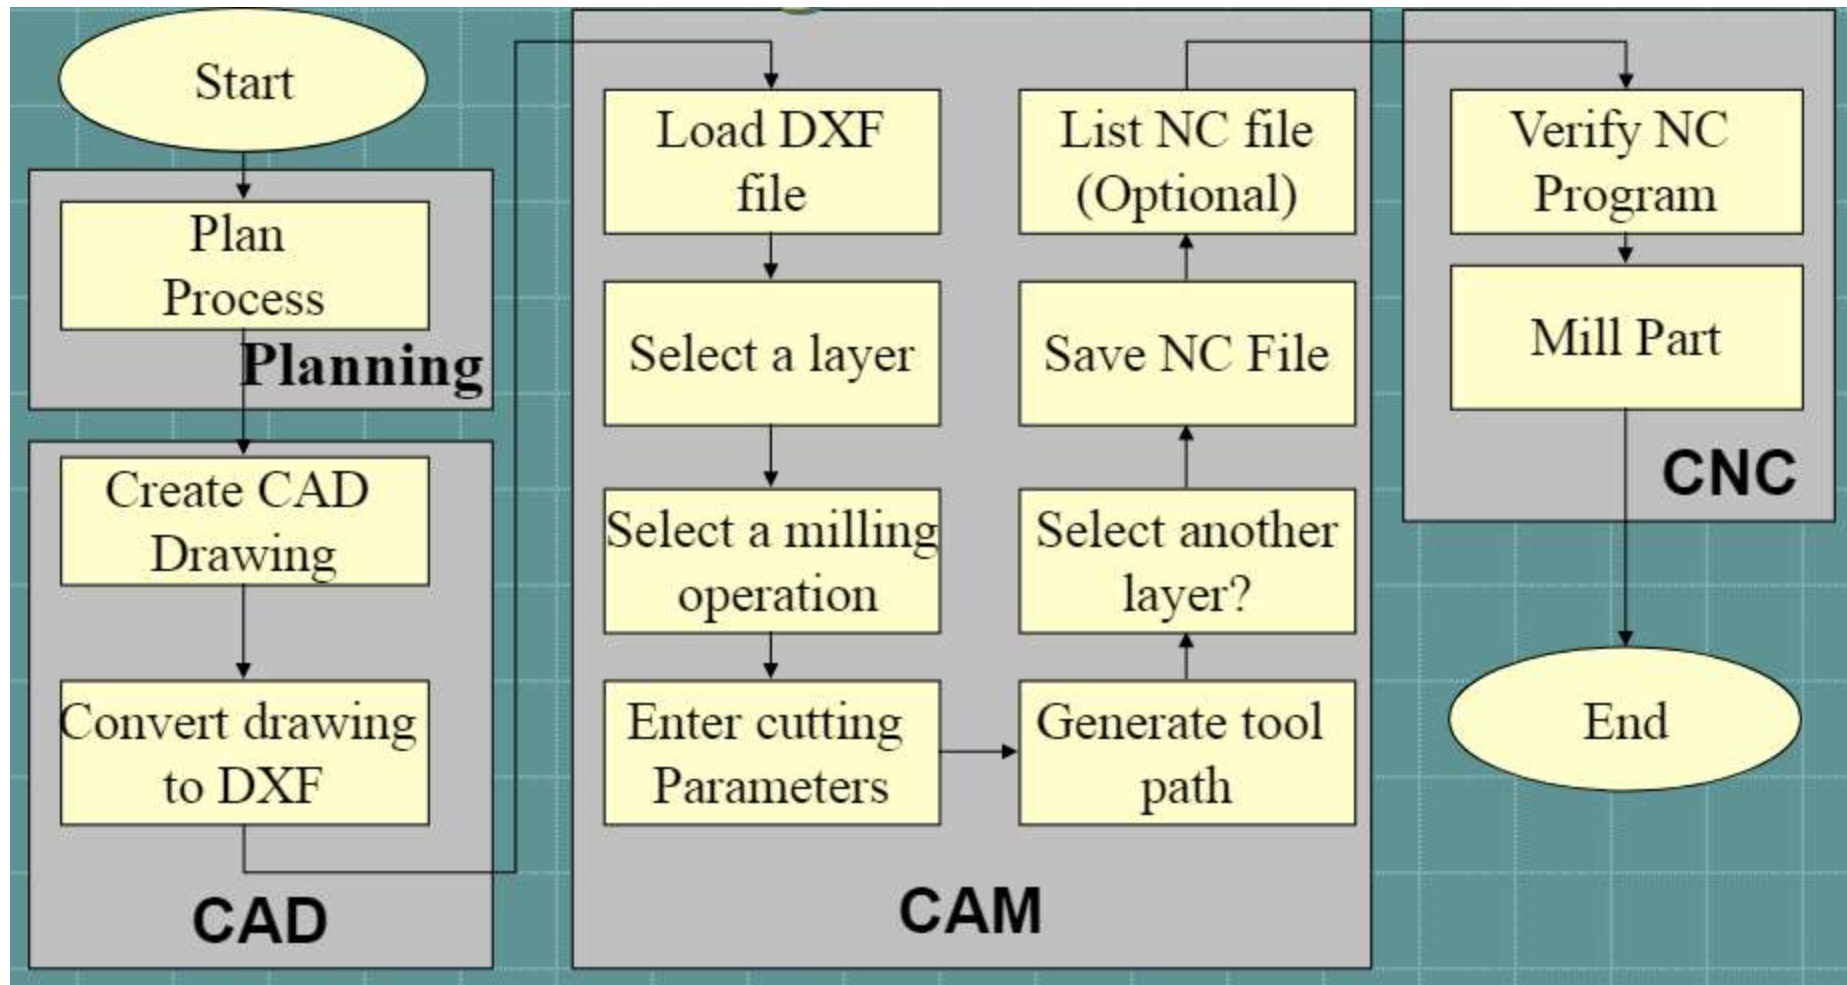 Start
Plan
Process
Planning
Create CAD
Drawing
Convert drawing
to DXF
CAD
Load DXF
file
Select a layer
Select a milling
operation
Enter cutting
Parameters
Generate tool
path
Select another
layer?
Save NC File
List NC file
(Optional)
CAM
Verify NC
Program
Mill Part
CNC
End